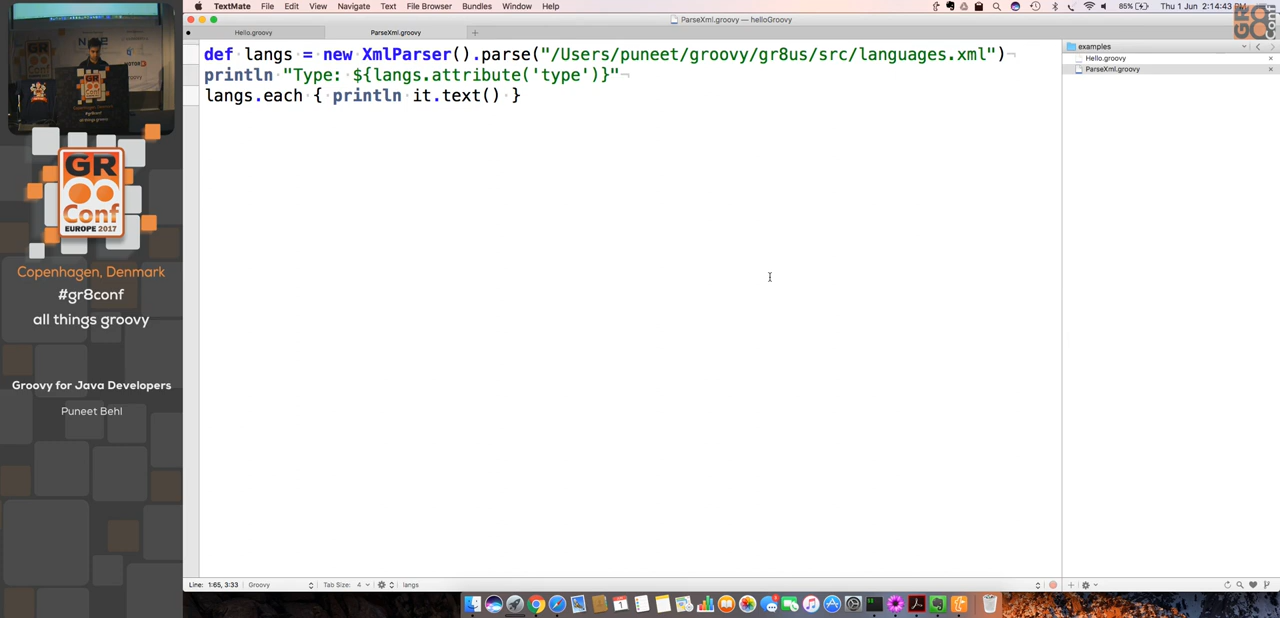 TextMate File Edit View Navigate Text File Browser Bundles Window Help
85% Thu 1 Jun 2:14:43 PM
ParseXml.groovy — helloGroovy
Hello.groovy ParseXml.groovy
def langs = new XmlParser().parse("/Users/puneet/groovy/gr8us/src/languages.xml")
println "Type: ${langs.attribute('type')}"
langs.each { println it.text() }
examples
Hello.groovy
ParseXml.groovy
GR
Conf
EUROPE 2017
Copenhagen, Denmark
#gr8conf
all things groovy
Groovy for Java Developers
Puneet Behl
Line: 1:65, 3:33 Groovy Tab Size: 4 langs